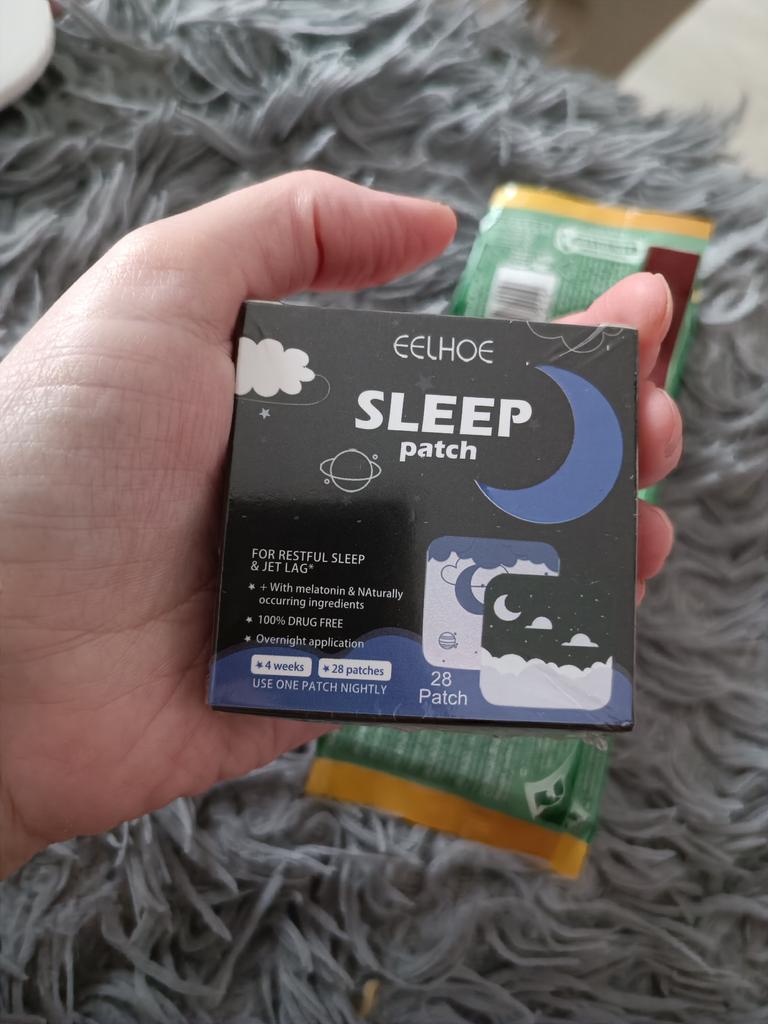 EELHOE
SLEEP
patch
FOR RESTFUL SLEEP
& JET LAG*
+ With melatonin & NAturally
occurring ingredients
100% DRUG FREE
Overnight application
4 weeks
28 patches
USE ONE PATCH NIGHTLY
28
Patch